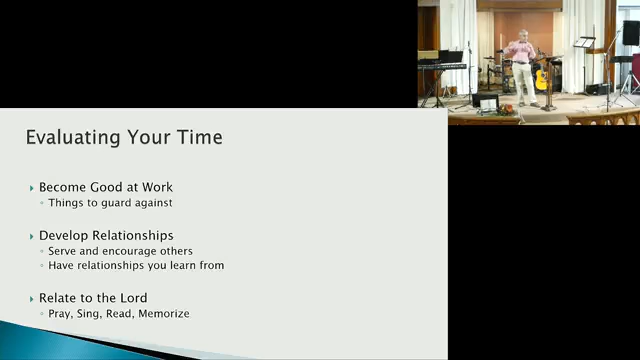 Evaluating Your Time
Become Good at Work
Things to guard against
Develop Relationships
Serve and encourage others
Have relationships you learn from
Relate to the Lord
Pray, Sing, Read, Memorize